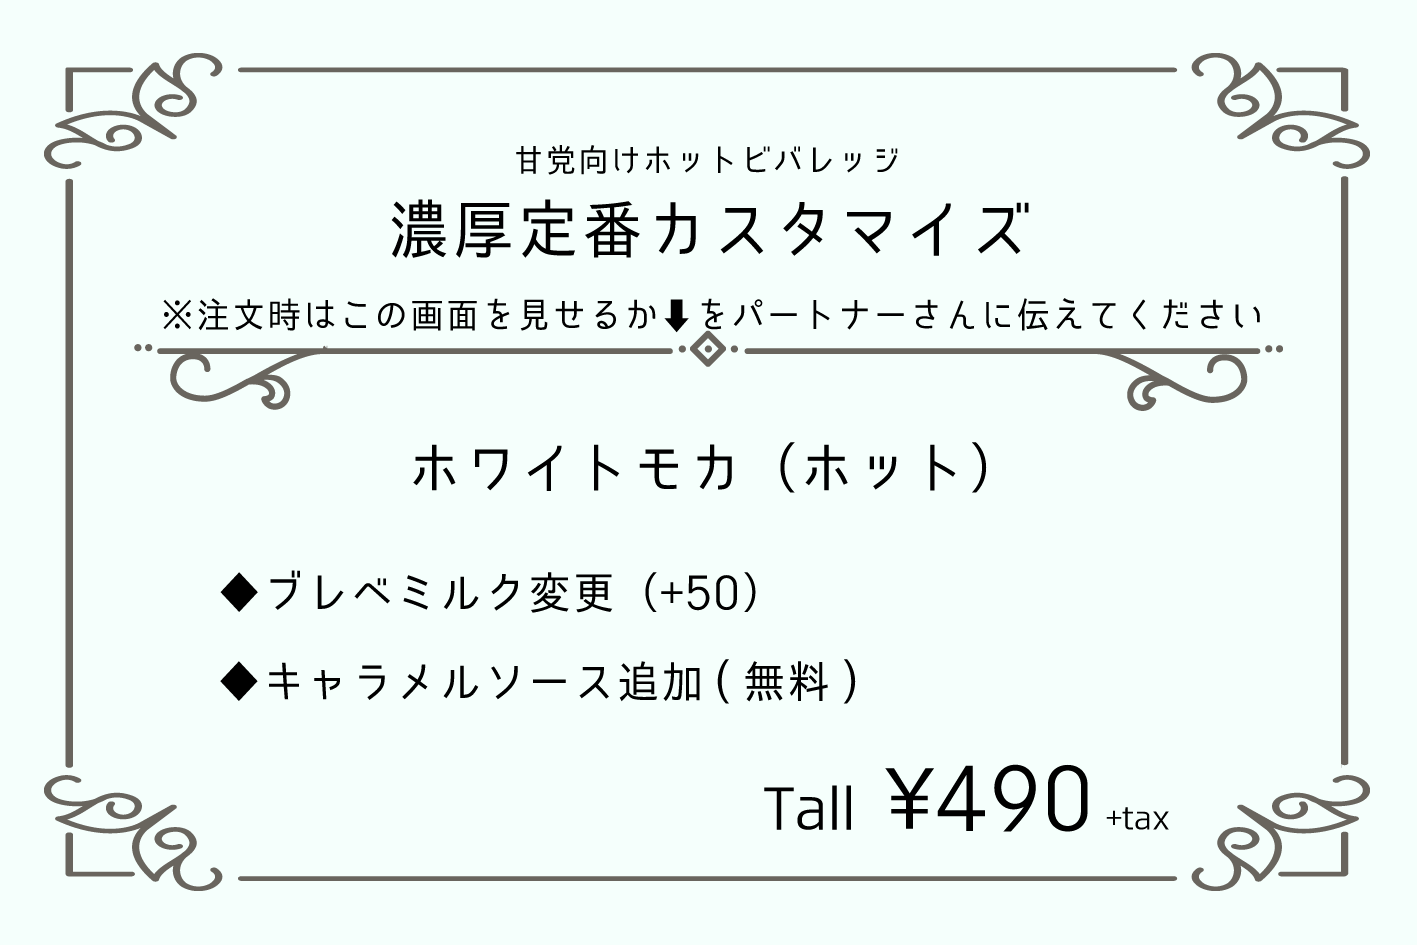 甘党向けホットビバレッジ
濃厚定番カスタマイズ
※注文時はこの画面を見せるか⬇をパートナーさんに伝えてください
ホワイトモカ（ホット）
◆ブレベミルク変更（+50）
◆キャラメルソース追加(無料)
Tall ¥490 +tax